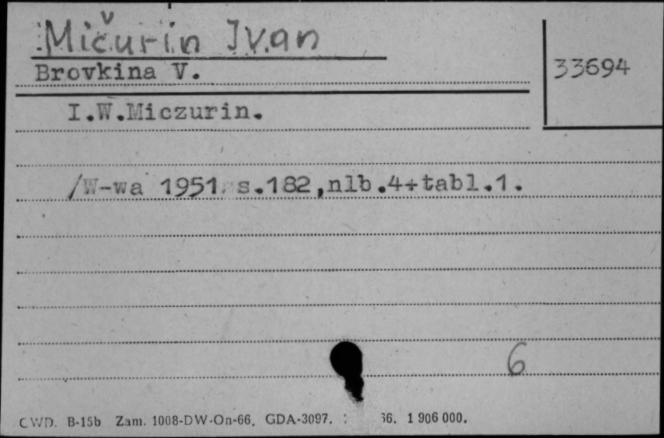 Mičurin Ivan
Brovkina V.
33694
I.W.Miczurin.
/W-wa 1951 s.182,nlb.4+tabl.1.
6
CWD. B-15b Zam. 1008-DW-On-66. GDA-3097. 1 906 000.